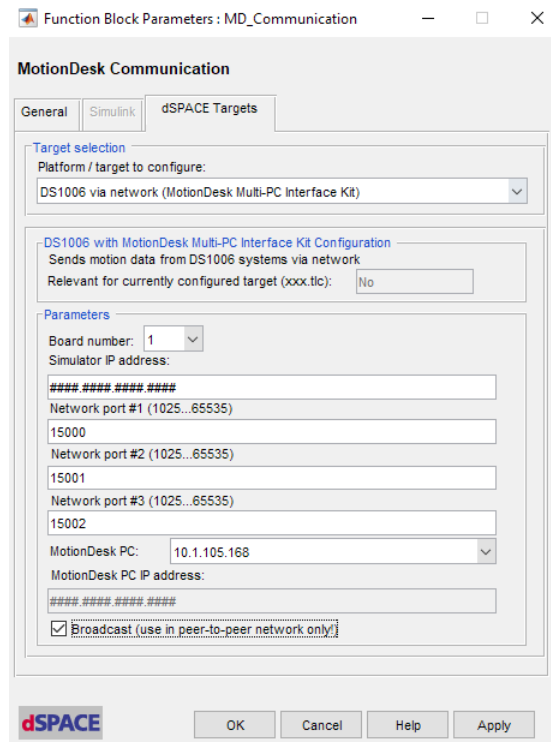 Function Block Parameters : MD_Communication
MotionDesk Communication
General Simulink dSPACE Targets
Target selection
Platform / target to configure:
DS1006 via network (MotionDesk Multi-PC Interface Kit)
DS1006 with MotionDesk Multi-PC Interface Kit Configuration
Sends motion data from DS1006 systems via network
Relevant for currently configured target (xxx.tlc): No
Parameters
Board number: 1
Simulator IP address:
####.####.####.####
Network port #1 (1025...65535)
15000
Network port #2 (1025...65535)
15001
Network port #3 (1025...65535)
15002
MotionDesk PC: 10.1.105.168
MotionDesk PC IP address:
####.####.####.####
Broadcast (use in peer-to-peer network only!)
dSPACE OK Cancel Help Apply